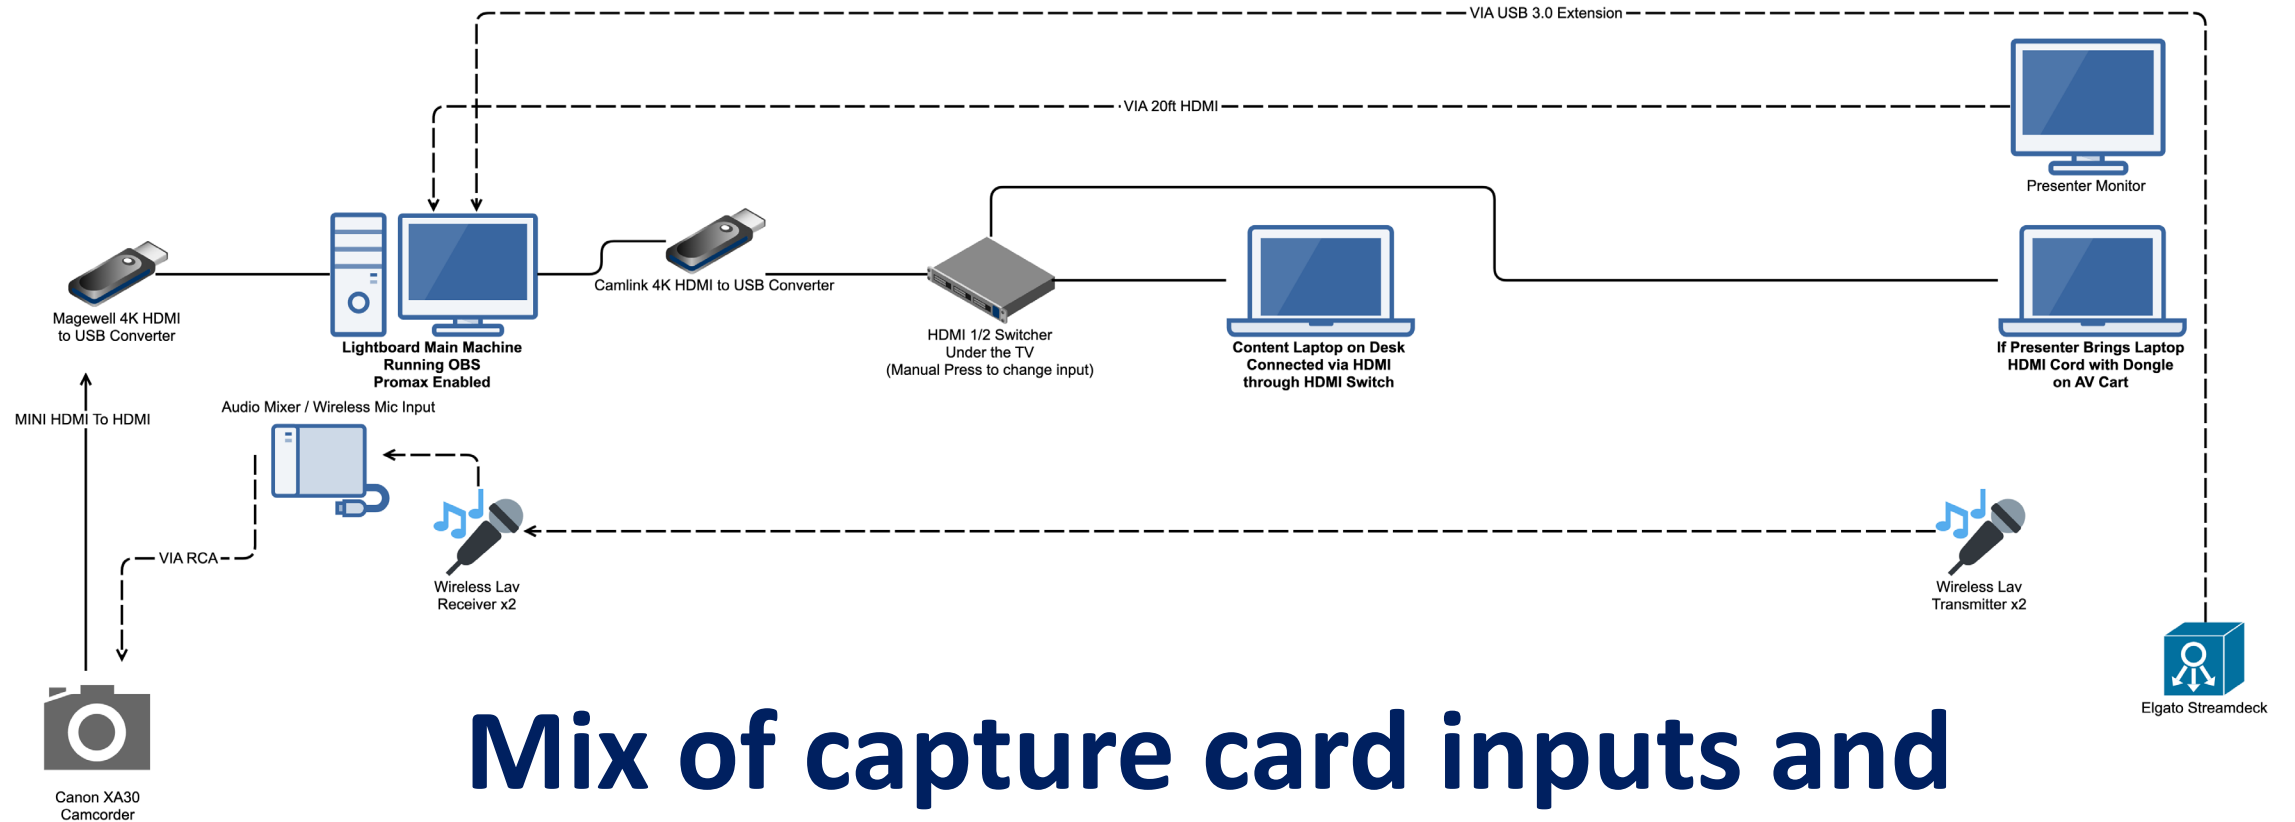 VIA USB 3.0 Extension
VIA 20ft HDMI
Presenter Monitor
Magewell 4K HDMI
to USB Converter
Lightboard Main Machine
Running OBS
Promax Enabled
Camlink 4K HDMI to USB Converter
HDMI 1/2 Switcher
Under the TV
(Manual Press to change input)
Content Laptop on Desk
Connected via HDMI
through HDMI Switch
If Presenter Brings Laptop
HDMI Cord with Dongle
on AV Cart
MINI HDMI To HDMI
Audio Mixer / Wireless Mic Input
VIA RCA
Wireless Lav
Receiver x2
Wireless Lav
Transmitter x2
Elgato Streamdeck
Canon XA30
Camcorder
Mix of capture card inputs and